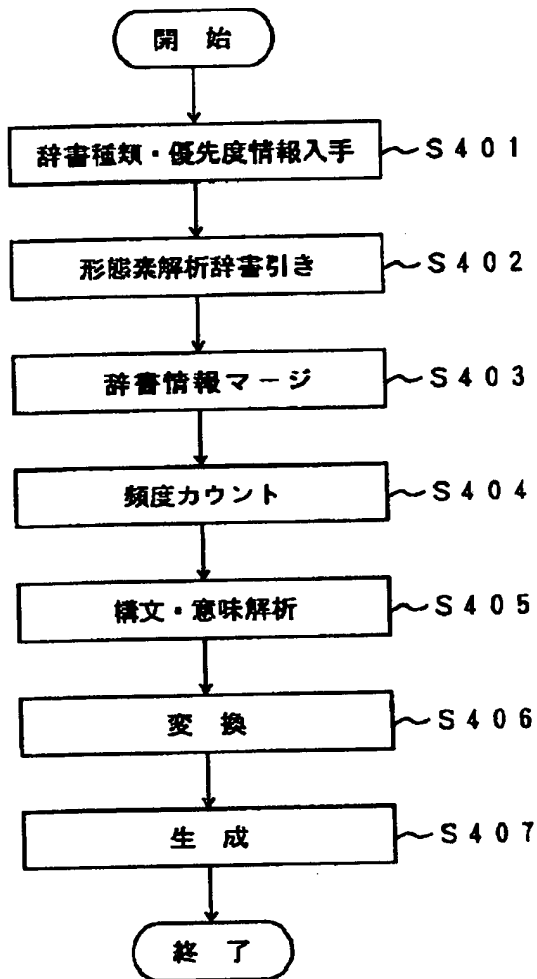 開 始
辞書種類・優先度情報入手 S401
形態素解析辞書引き S402
辞書情報マージ S403
頻度カウント S404
構文・意味解析 S405
変 換 S406
生 成 S407
終 了